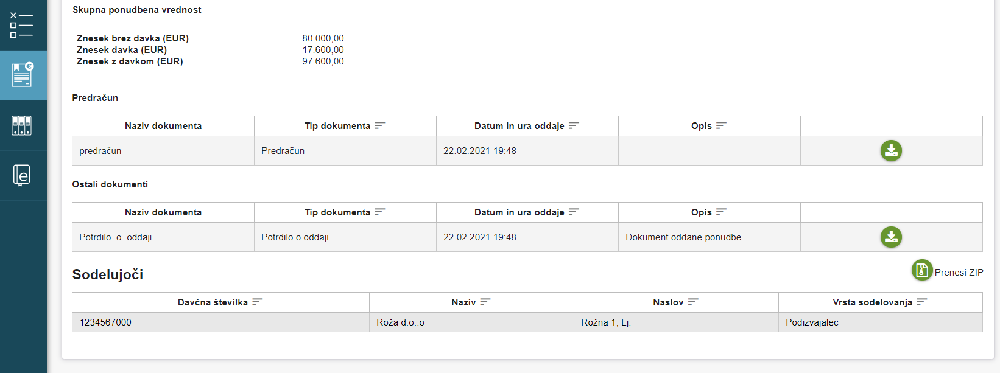 Skupna ponudbena vrednost
Znesek brez davka (EUR) 80.000,00
Znesek davka (EUR) 17.600,00
Znesek z davkom (EUR) 97.600,00
Predračun
Naziv dokumenta Tip dokumenta Datum in ura oddaje Opis
predračun Predračun 22.02.2021 19:48
Ostali dokumenti
Naziv dokumenta Tip dokumenta Datum in ura oddaje Opis
Potrdilo_o_oddaji Potrdilo o oddaji 22.02.2021 19:48 Dokument oddane ponudbe
Sodelujoči
Prenesi ZIP
Davčna številka Naziv Naslov Vrsta sodelovanja
1234567000 Roža d.o..o Rožna 1, Lj. Podizvajalec